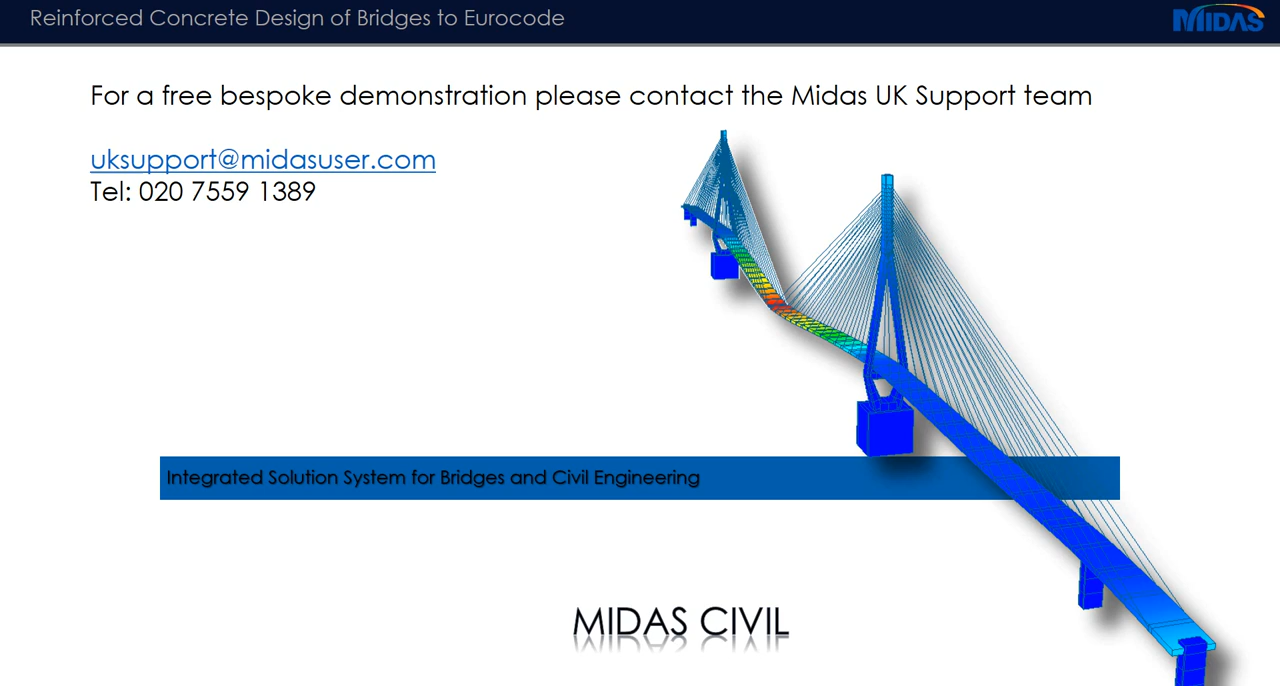 Reinforced Concrete Design of Bridges to Eurocode
MIDAS
For a free bespoke demonstration please contact the Midas UK Support team
uksupport@midasuser.com
Tel: 020 7559 1389
Integrated Solution System for Bridges and Civil Engineering
MIDAS CIVIL